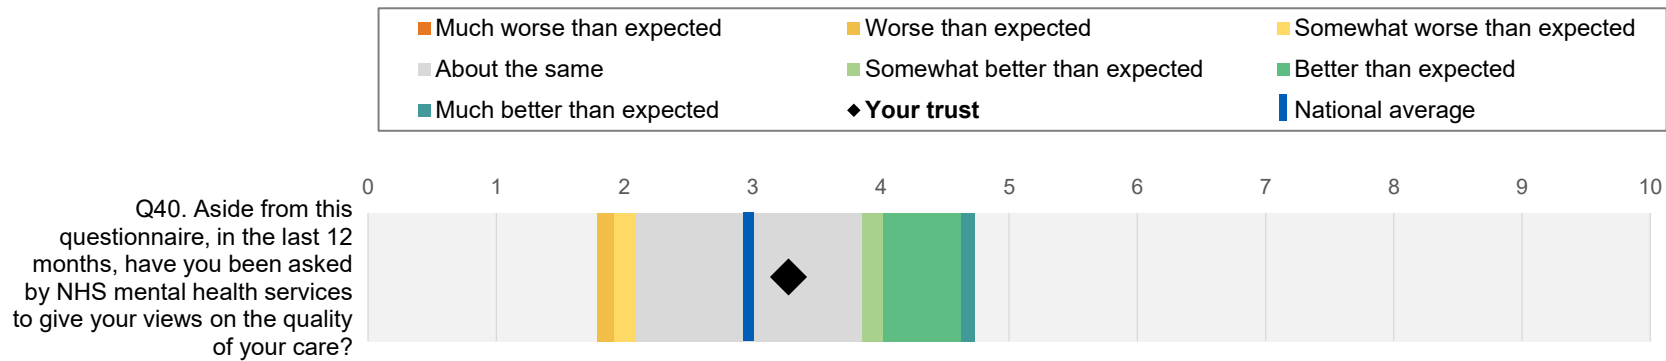 Much worse than expected
Worse than expected
Somewhat worse than expected
About the same
Somewhat better than expected
Better than expected
Much better than expected
Your trust
National average
0 1 2 3 4 5 6 7 8 9 10
Q40. Aside from this
questionnaire, in the last 12
months, have you been asked
by NHS mental health services
to give your views on the quality
of your care?